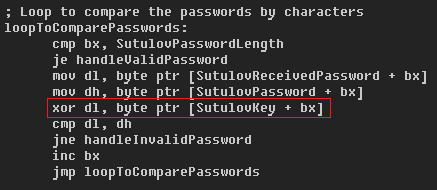 ; Loop to compare the passwords by characters
loopToComparePasswords:
cmp bx, SutulovPasswordLength
je handleValidPassword
mov dl, byte ptr [SutulovReceivedPassword + bx]
mov dh, byte ptr [SutulovPassword + bx]
xor dl, byte ptr [SutulovKey + bx]
cmp dl, dh
jne handleInvalidPassword
inc bx
jmp loopToComparePasswords